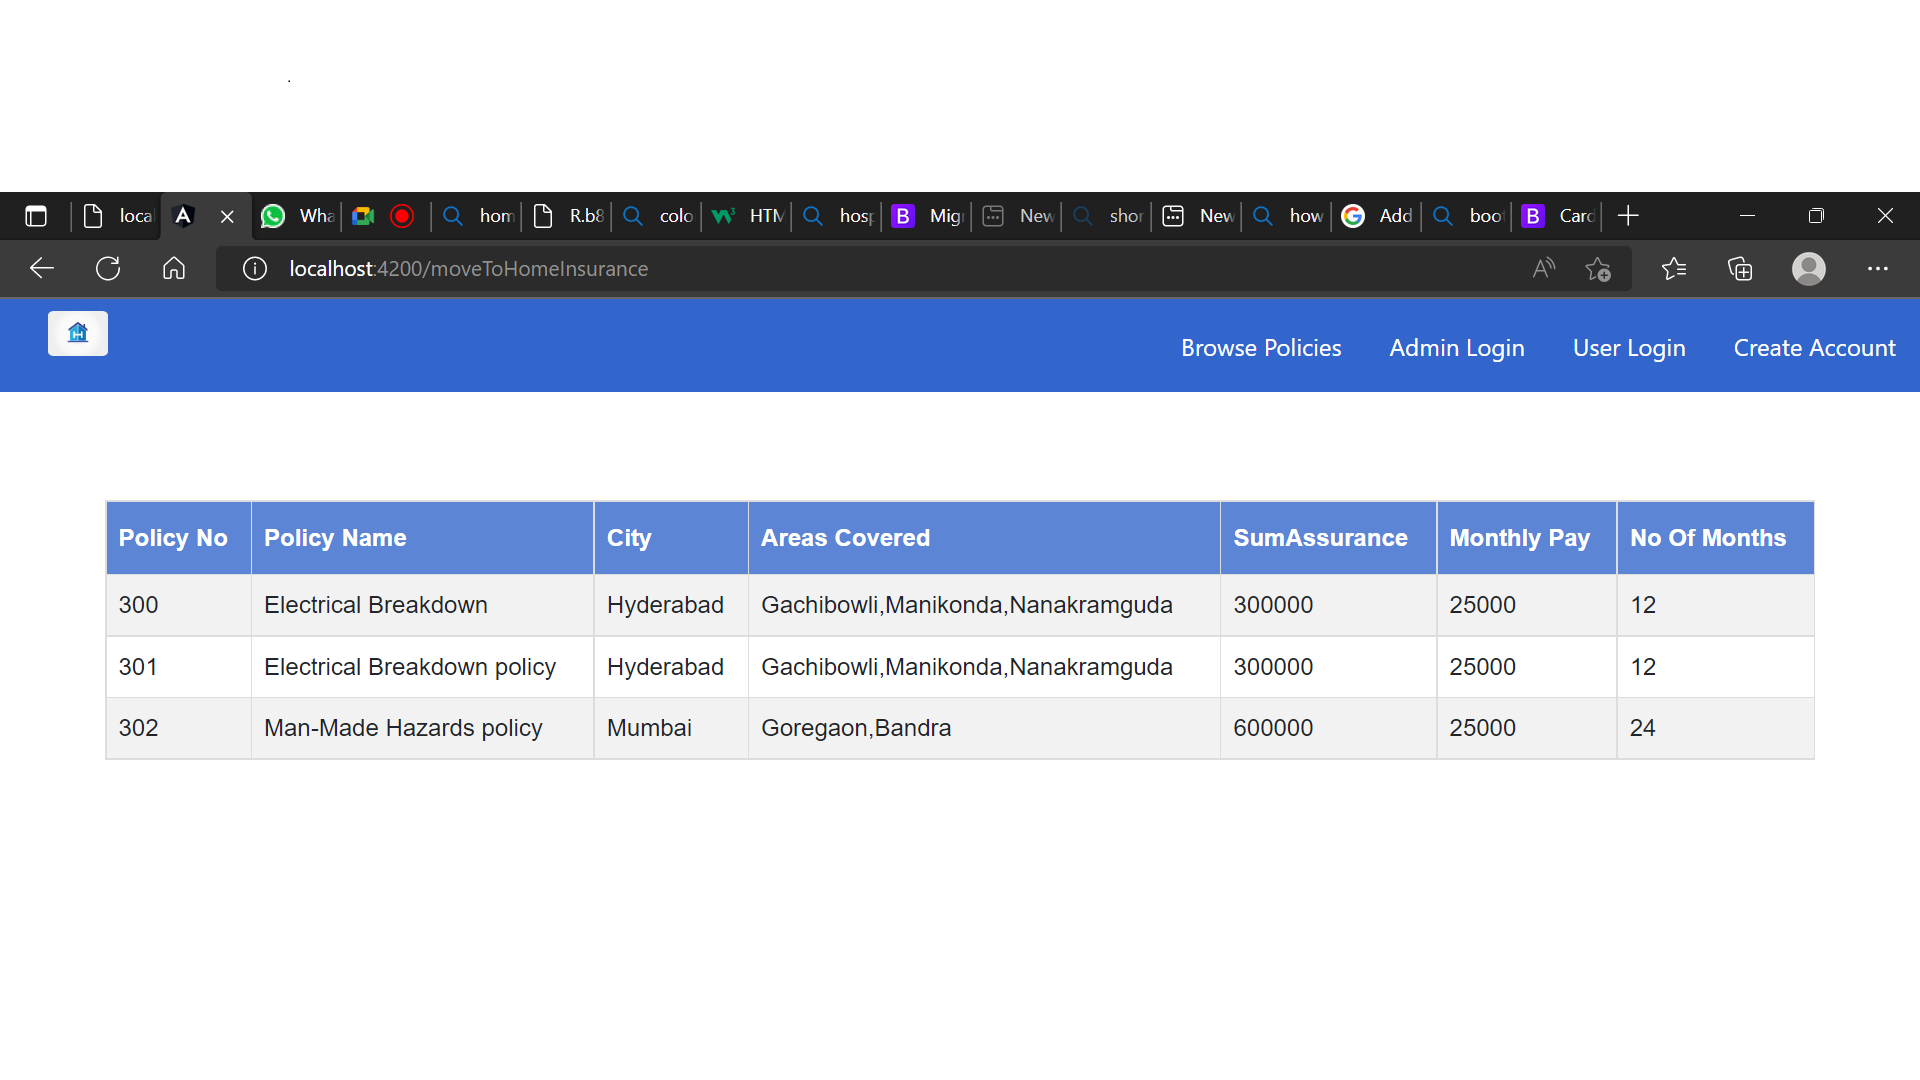 loca Wha hom R.b8 colo HTM hosp Mig New shor New how Add boot Card
localhost:4200/moveToHomeInsurance
Browse Policies Admin Login User Login Create Account
Policy No Policy Name City Areas Covered SumAssurance Monthly Pay No Of Months
300 Electrical Breakdown Hyderabad Gachibowli,Manikonda,Nanakramguda 300000 25000 12
301 Electrical Breakdown policy Hyderabad Gachibowli,Manikonda,Nanakramguda 300000 25000 12
302 Man-Made Hazards policy Mumbai Goregaon,Bandra 600000 25000 24